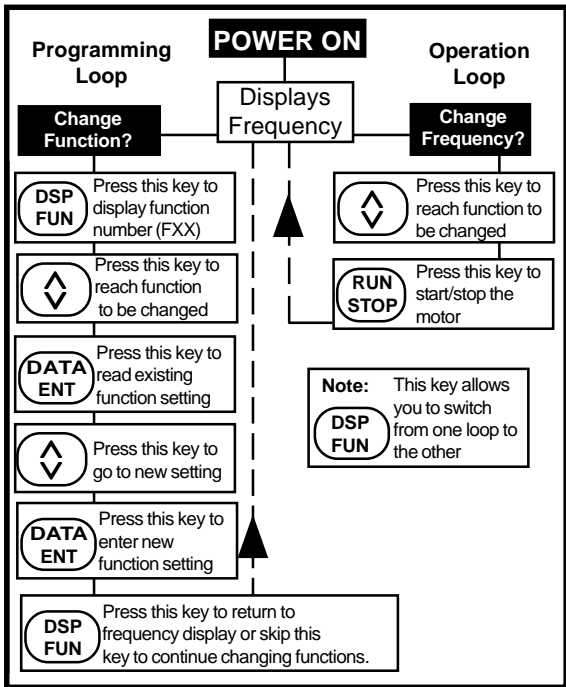 POWER ON
Displays
Frequency
Programming
Loop
Change
Function?
DSP
FUN
Press this key to
display function
number (FXX)
Press this key to
reach function
to be changed
DATA
ENT
Press this key to
read existing
function setting
Press this key to
go to new setting
DATA
ENT
Press this key to
enter new
function setting
DSP
FUN
Press this key to return to
frequency display or skip this
key to continue changing functions.
Operation
Loop
Change
Frequency?
Press this key to
reach function to
be changed
RUN
STOP
Press this key to
start/stop the
motor
Note:
DSP
FUN
This key allows
you to switch
from one loop to
the other